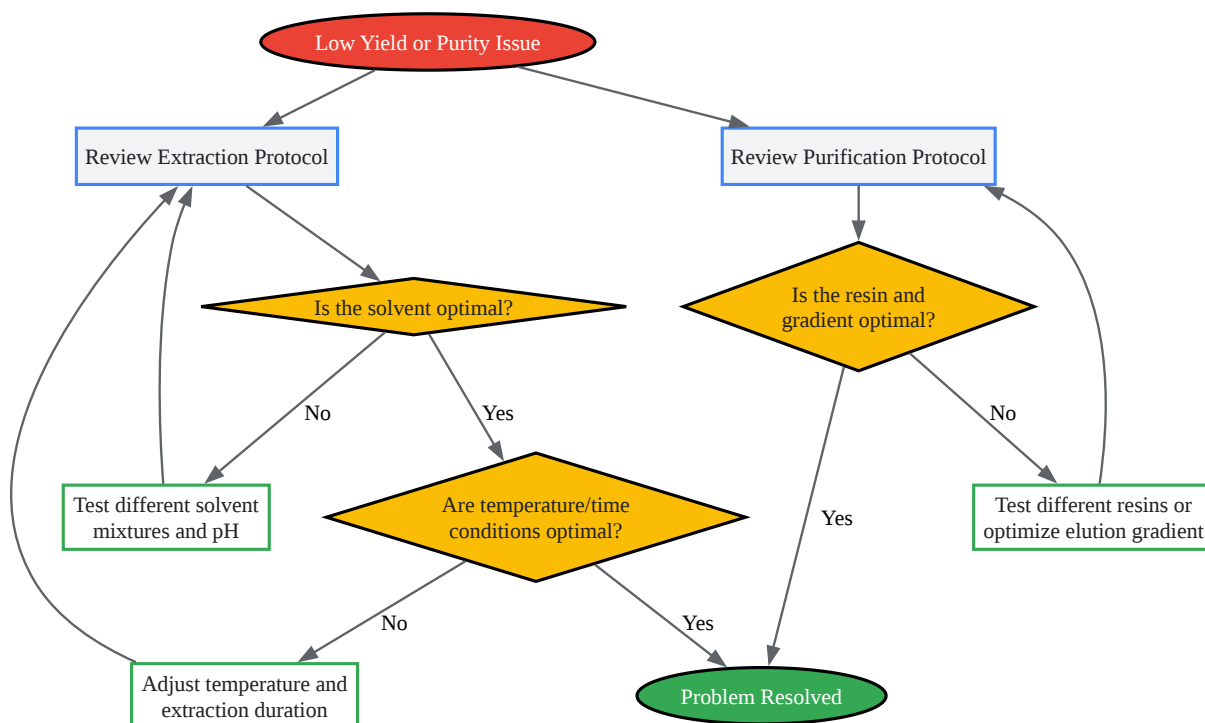 Low Yield or Purity Issue
Review Extraction Protocol
Review Purification Protocol
Is the solvent optimal?
Is the resin and
gradient optimal?
No
Yes
No
Test different solvent
mixtures and pH
Are temperature/time
conditions optimal?
Yes
Test different resins or
optimize elution gradient
No
Yes
Adjust temperature and
extraction duration
Problem Resolved